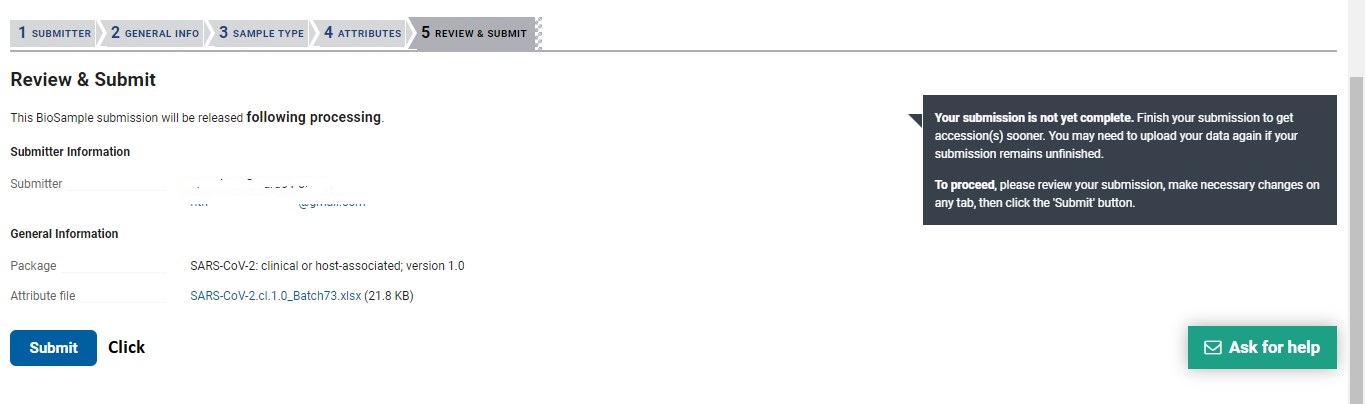 1 SUBMITTER 2 GENERAL INFO 3 SAMPLE TYPE 4 ATTRIBUTES 5 REVIEW & SUBMIT
Review & Submit
This BioSample submission will be released following processing.
Your submission is not yet complete. Finish your submission to get
accession(s) sooner. You may need to upload your data again if your
submission remains unfinished.
To proceed, please review your submission, make necessary changes on
any tab, then click the 'Submit' button.
Submitter Information
Submitter
@gmail.com
General Information
Package SARS-CoV-2: clinical or host-associated; version 1.0
Attribute file SARS-CoV-2.cl.1.0_Batch73.xlsx (21.8 KB)
Submit Click
Ask for help